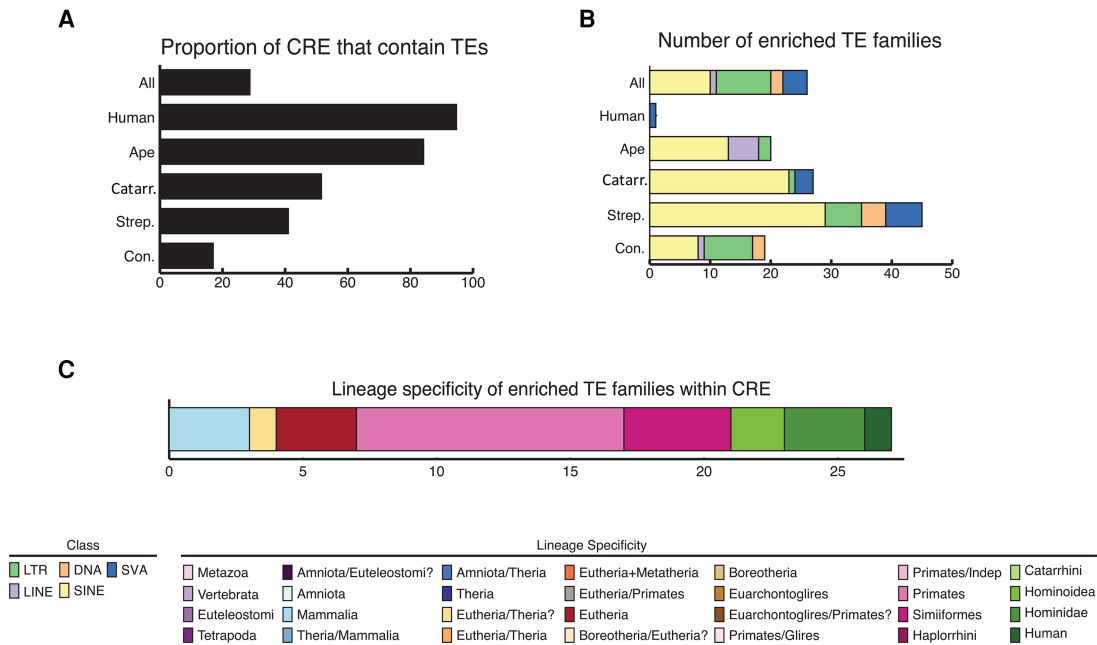 A
Proportion of CRE that contain TEs
All
Human
Ape
Catarr.
Strep.
Con.
0 20 40 60 80 100
B
Number of enriched TE families
All
Human
Ape
Catarr.
Strep.
Con.
0 10 20 30 40 50
C
Lineage specificity of enriched TE families within CRE
0 5 10 15 20 25
Class
LTR DNA SVA
LINE SINE
Lineage Specificity
Metazoa Amniota/Euteleostomi? Amniota/Theria Eutheria+Metatheria Boreotheria Primates/Indep Catarrhini
Vertebrata Amniota Theria Eutheria/Primates Euarchontoglires Primates Hominoidea
Euteleostomi Mammalia Eutheria/Theria? Eutheria Euarchontoglires/Primates? Simiiformes Hominidae
Tetrapoda Theria/Mammalia Eutheria/Theria Boreotheria/Eutheria? Primates/Glires Haplorrhini Human